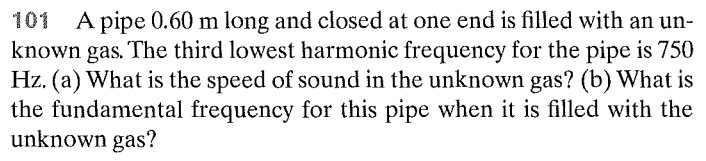 101 A pipe 0.60 m long and closed at one end is filled with an un-
known gas. The third lowest harmonic frequency for the pipe is 750
Hz. (a) What is the speed of sound in the unknown gas? (b) What is
the fundamental frequency for this pipe when it is filled with the
unknown gas?